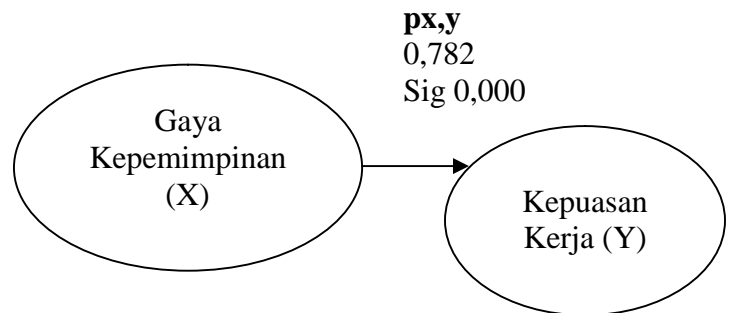 px,y
0,782
Sig 0,000
Gaya
Kepemimpinan
(X)
Kepuasan
Kerja (Y)